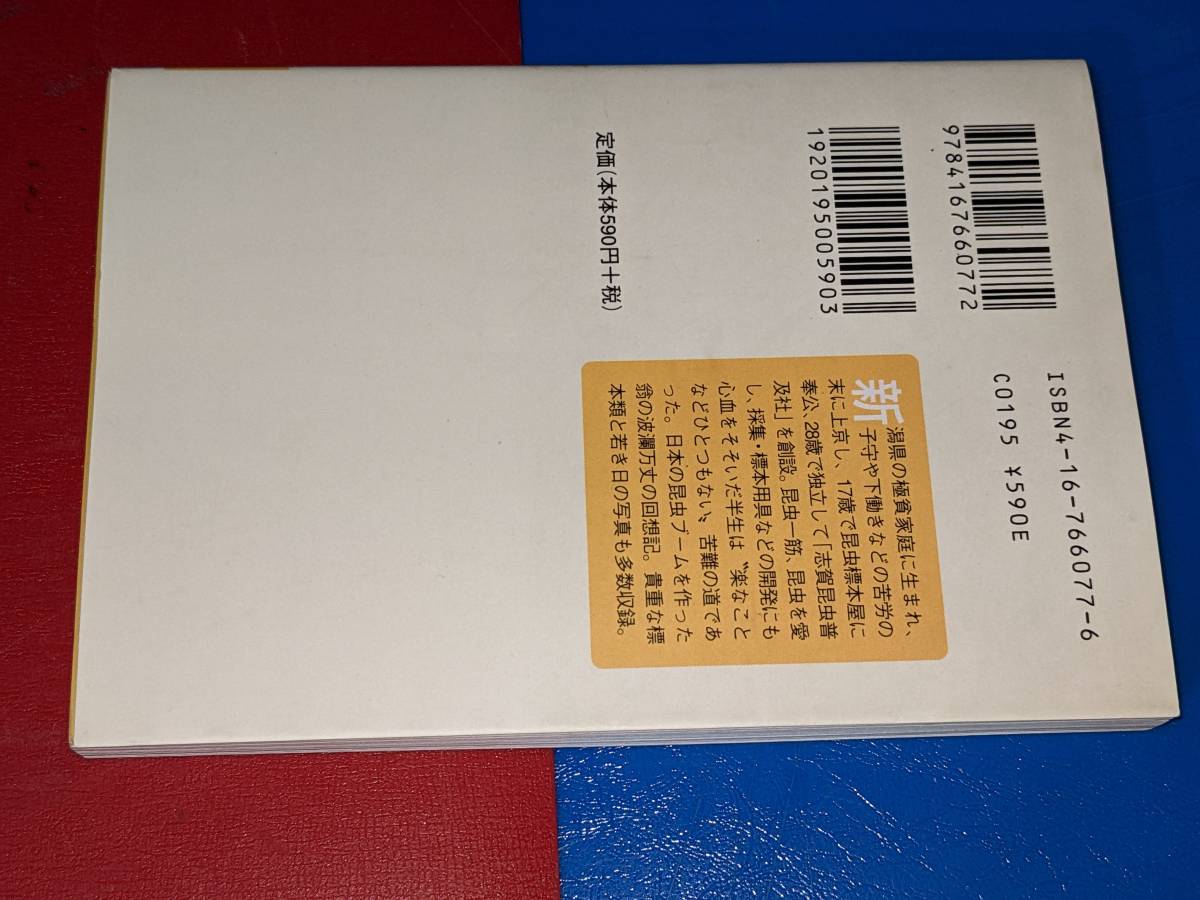 9784167660772
1920195005903
ISBN4-16-766077-6
C0195 ¥590E
定価(本体590円+税)
新潟県の極貧家庭に生まれ、
子守や下働きなどの苦労の
末に上京し、17歳で昆虫標本屋に
奉公、28歳で独立して「志賀昆虫普
及社」を創設。昆虫一筋、昆虫を愛
し、採集・標本用具などの開発にも
心血をそそいだ半生は〝楽なこと
などひとつもない〟苦難の道であ
った。日本の昆虫ブームを作った
翁の波瀾万丈の回想記。貴重な標
本類と若き日の写真も多数収録。